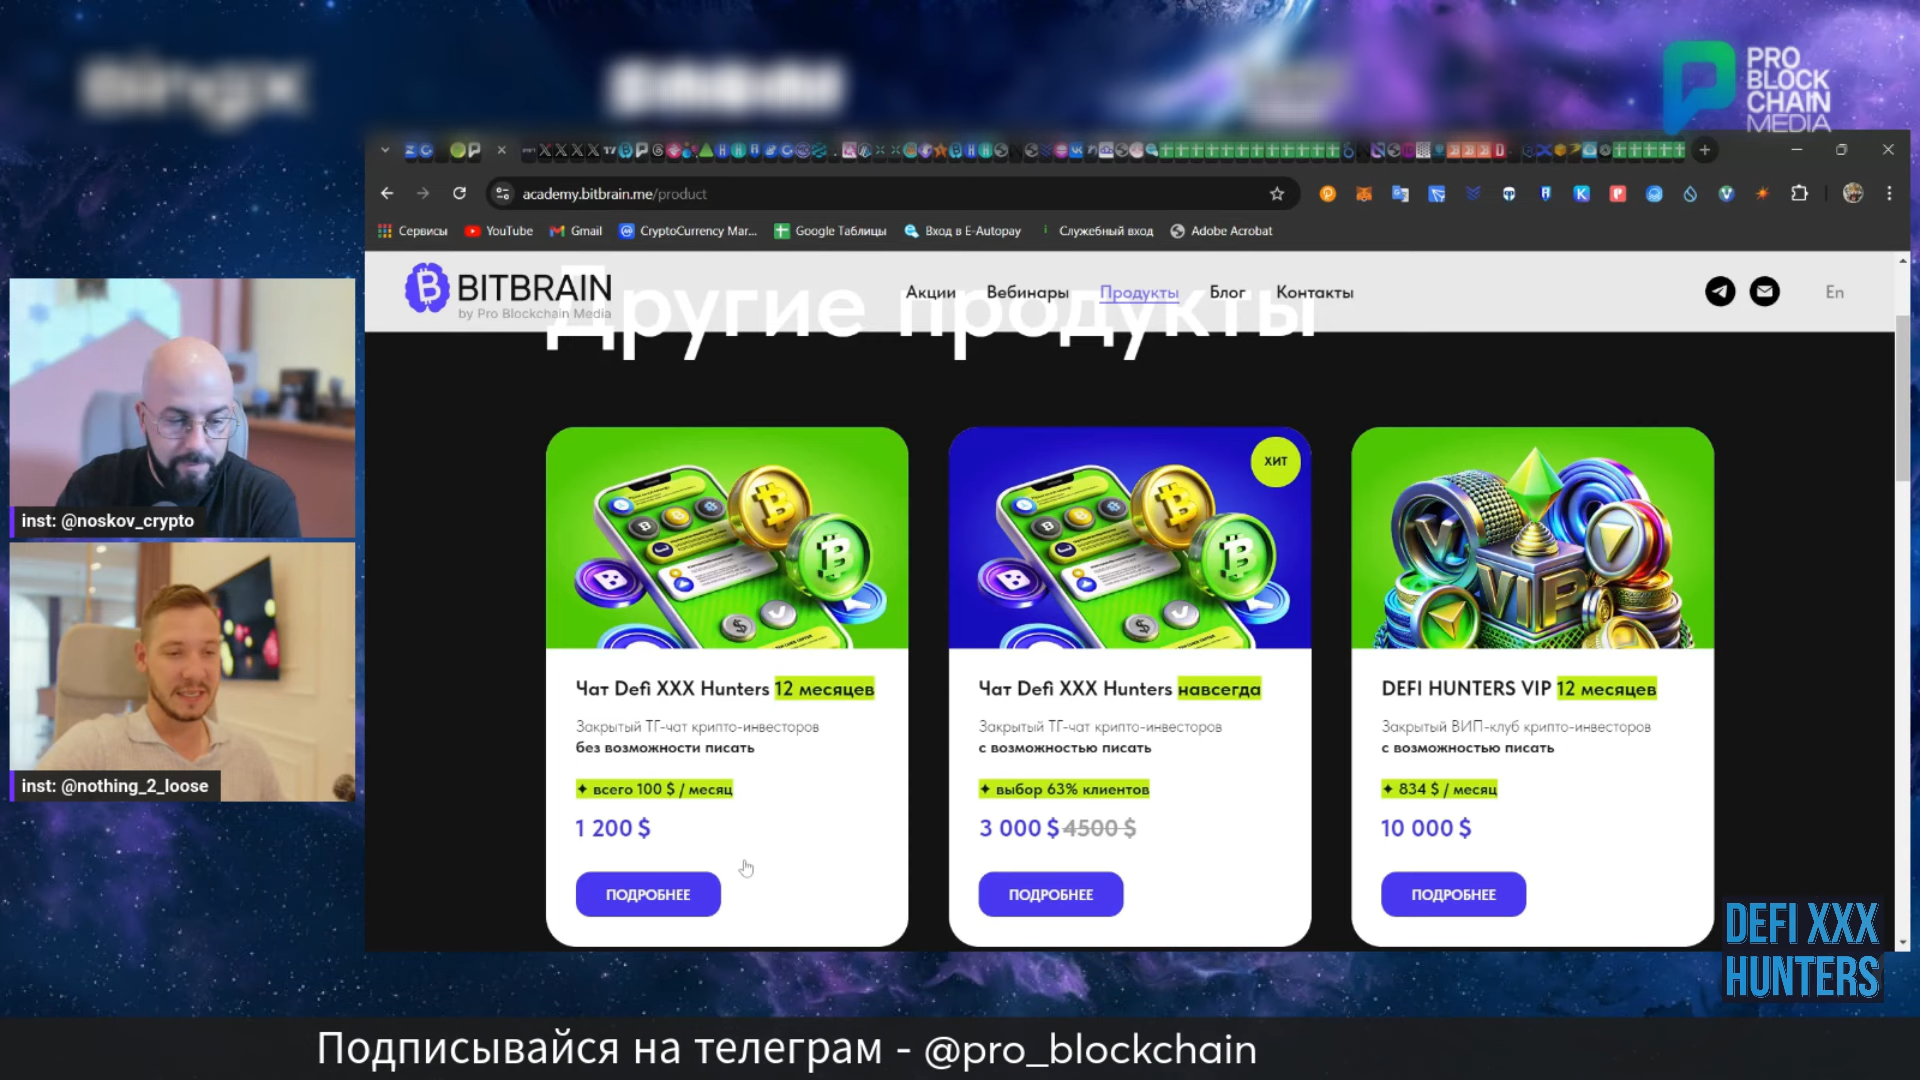 PRO
BLOCK
CHAIN
MEDIA
academy.bitbrain.me/product
Сервисы
YouTube
Gmail
CryptoCurrency Mar...
Google Таблицы
Вход в E-Autopay
Служебный вход
Adobe Acrobat
BITBRAIN
by Pro Blockchain Media
Акции
Вебинары
Продукты
Блог
Контакты
En
Другие продукты
ХИТ
VIP
Чат Defi XXX Hunters 12 месяцев
Закрытый ТГ-чат крипто-инвесторов
без возможности писать
✦ всего 100 $ / месяц
1 200 $
ПОДРОБНЕЕ
Чат Defi XXX Hunters навсегда
Закрытый ТГ-чат крипто-инвесторов
с возможностью писать
✦ выбор 63% клиентов
3 000 $ 4500 $
ПОДРОБНЕЕ
DEFI HUNTERS VIP 12 месяцев
Закрытый ВИП-клуб крипто-инвесторов
с возможностью писать
✦ 834 $ / месяц
10 000 $
ПОДРОБНЕЕ
inst: @noskov_crypto
inst: @nothing_2_loose
DEFI XXX
HUNTERS
Подписывайся на телеграм - @pro_blockchain